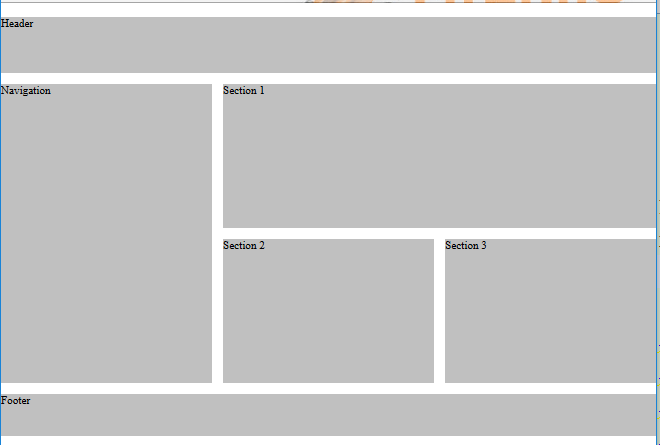 Header
Navigation
Section 1
Section 2
Section 3
Footer